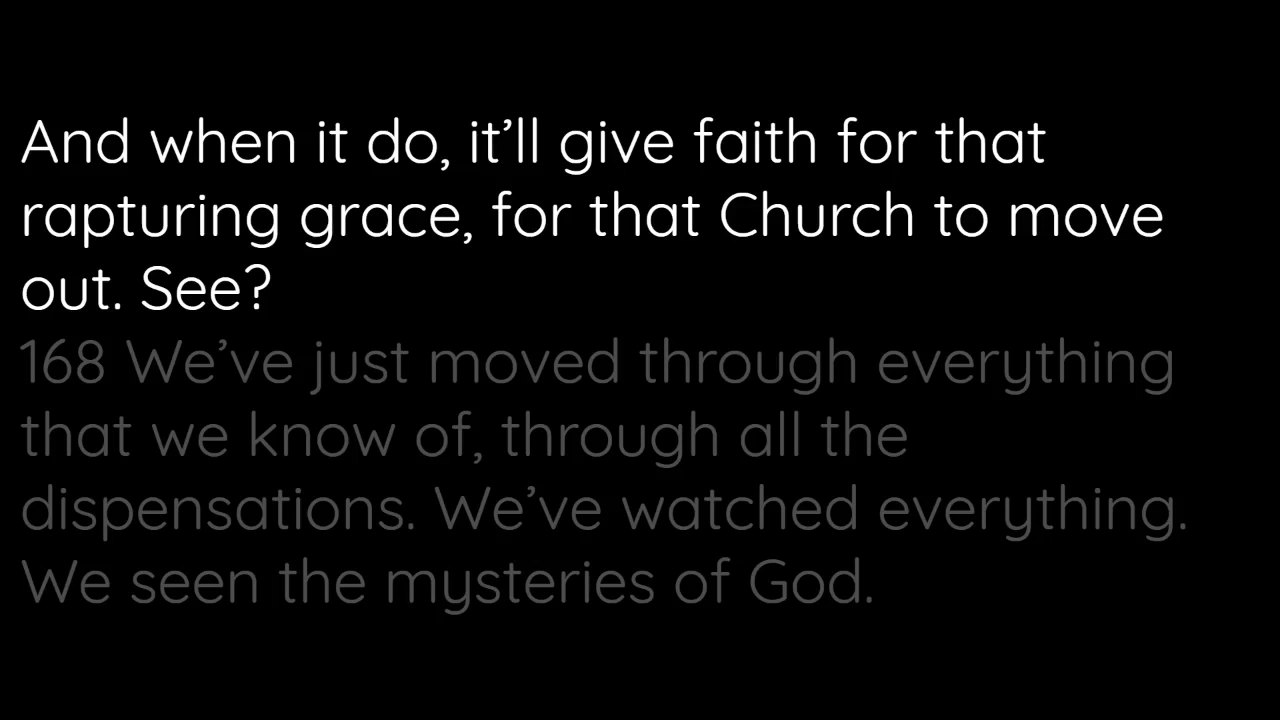 And when it do, it’ll give faith for that
rapturing grace, for that Church to move
out. See?
168 We’ve just moved through everything
that we know of, through all the
dispensations. We’ve watched everything.
We seen the mysteries of God.